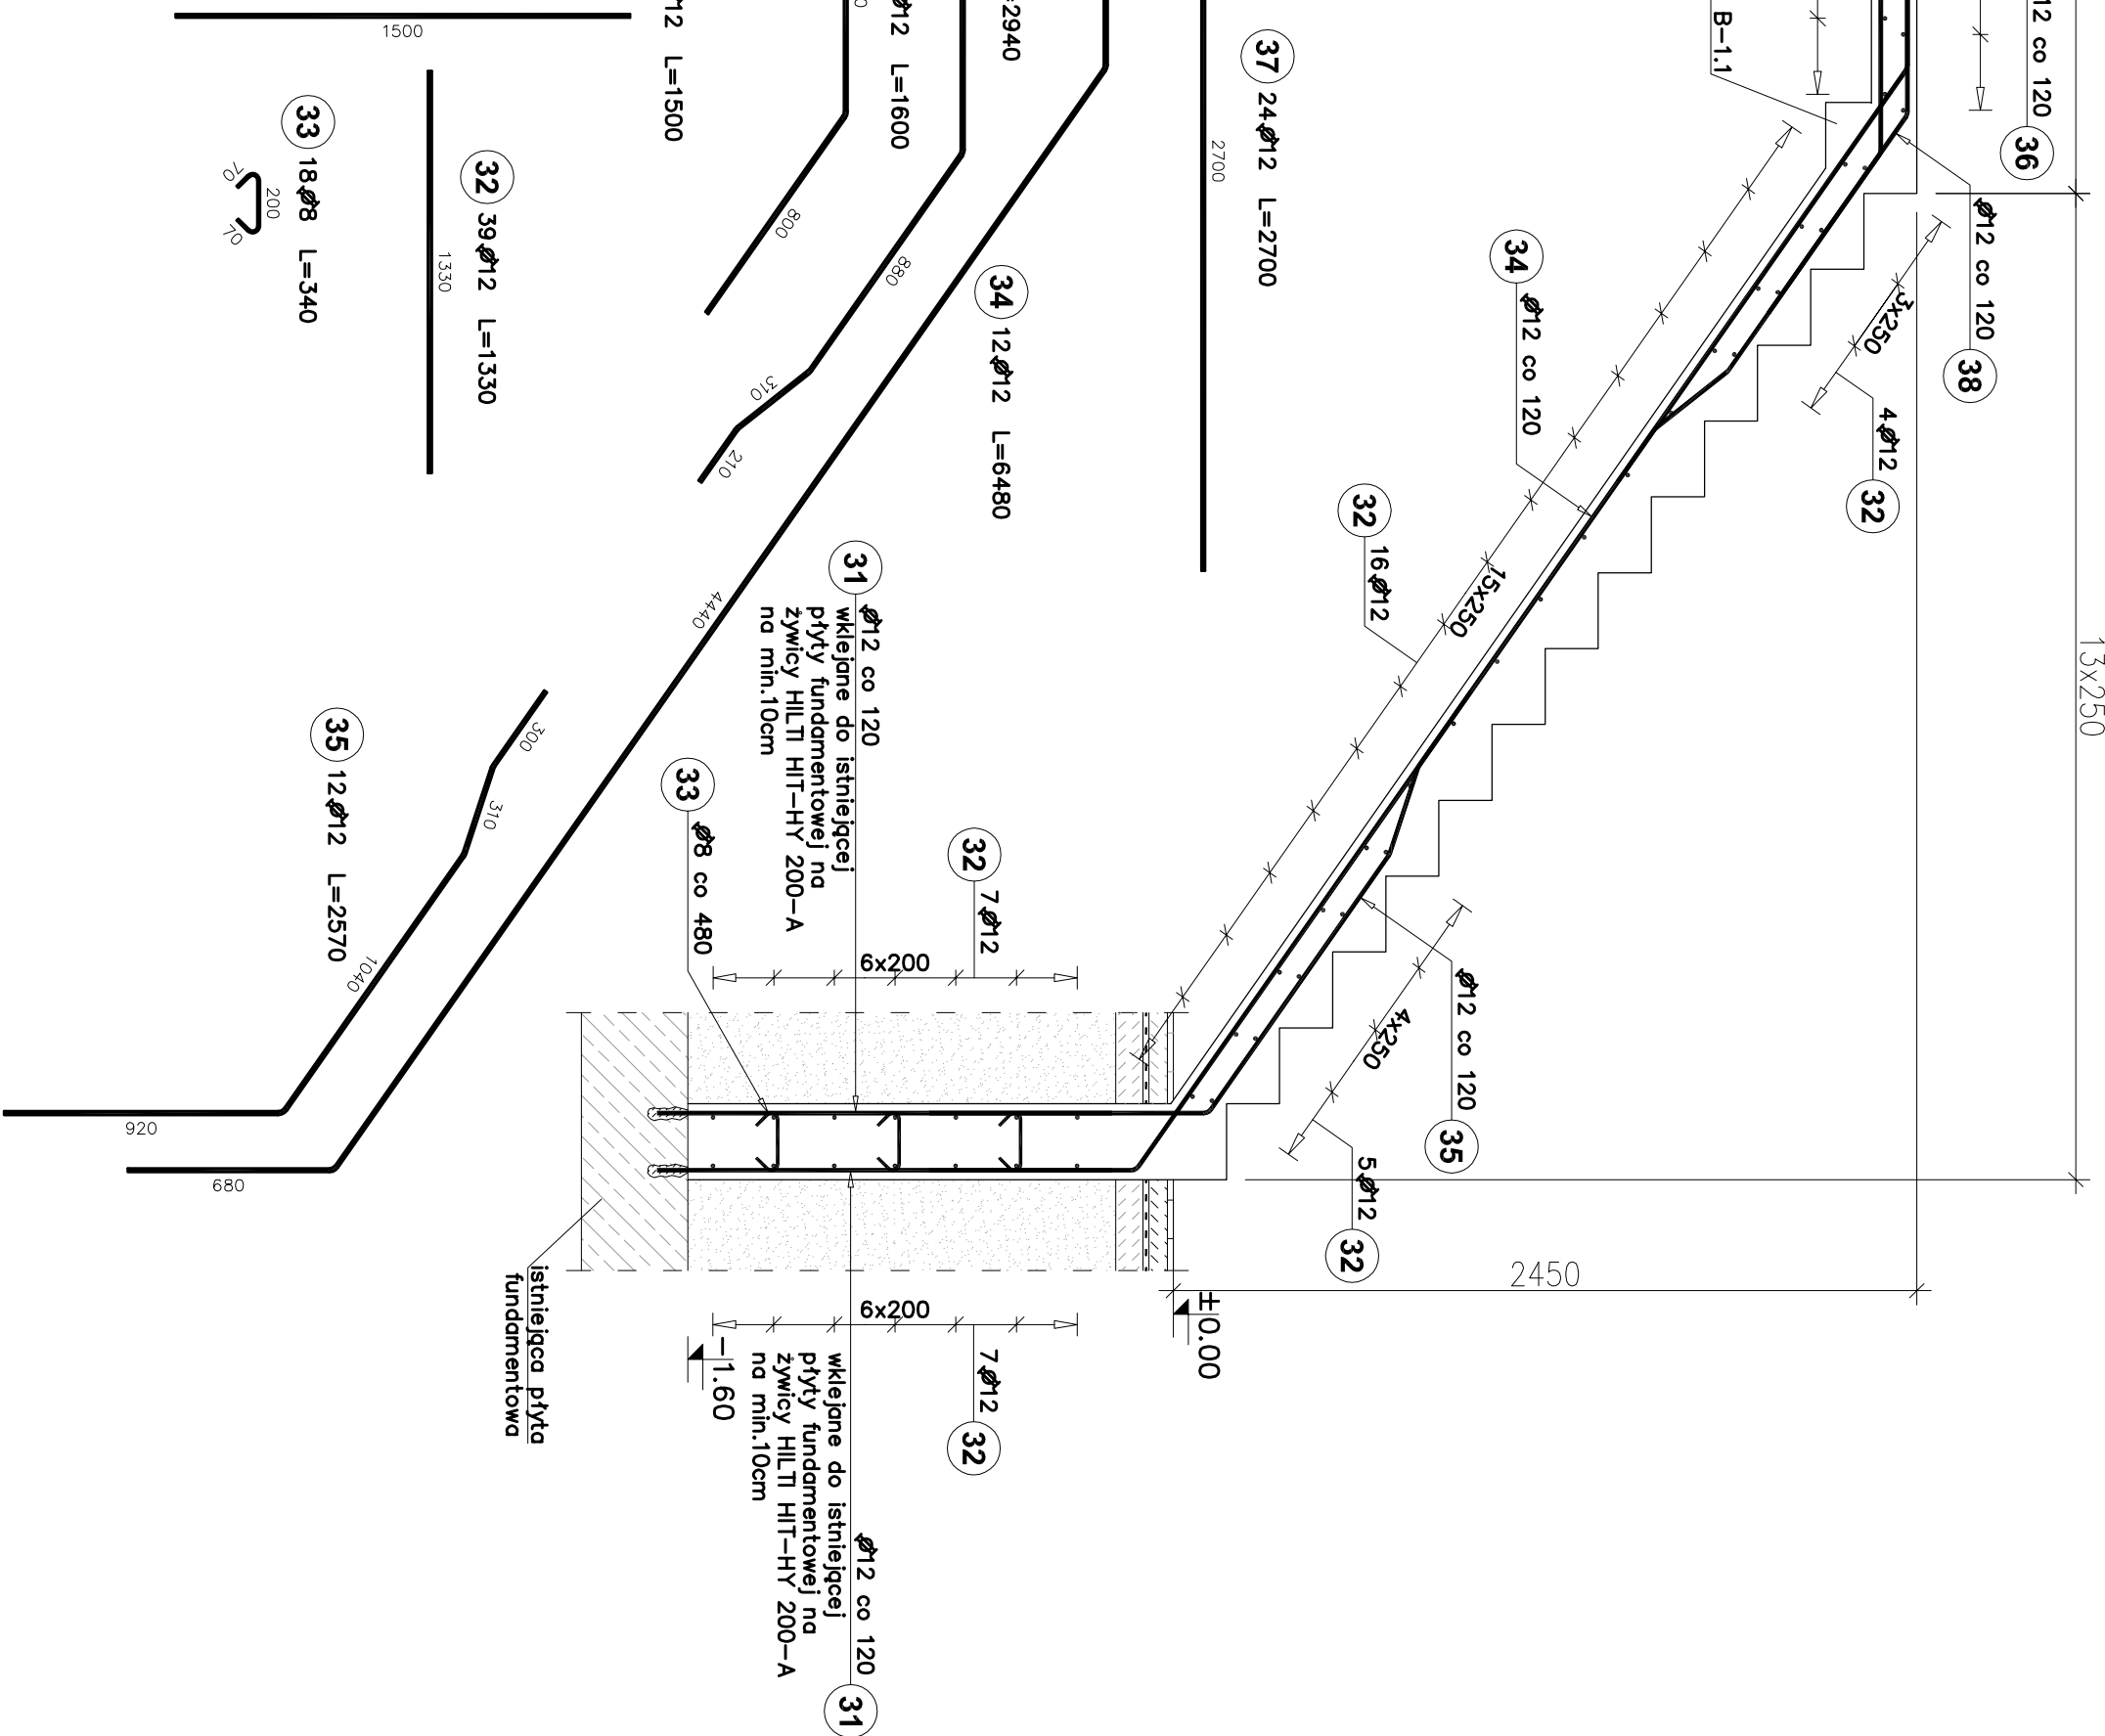 12 co 120
36
13x250
B-1.1
ø12 co 120
38
3x250
4ø12
32
34
ø12 co 120
32
16ø12
15x250
37
24ø12 L=2700
2700
=2940
ø12 L=1600
12 L=1500
1500
800
880
310
210
34
12ø12 L=6480
4440
680
32
39ø12 L=1330
1330
33
18ø8 L=340
70
200
70
35
12ø12 L=2570
300
310
1040
920
31
ø12 co 120
wklejane do istniejącej
płyty fundamentowej na
żywicy HILTI HIT-HY 200-A
na min.10cm
33
ø8 co 480
32
7ø12
6x200
ø12 co 120
35
4x250
5ø12
32
2450
±0.00
-1.60
6x200
7ø12
32
ø12 co 120
31
wklejane do istniejącej
płyty fundamentowej na
żywicy HILTI HIT-HY 200-A
na min.10cm
istniejąca płyta
fundamentowa